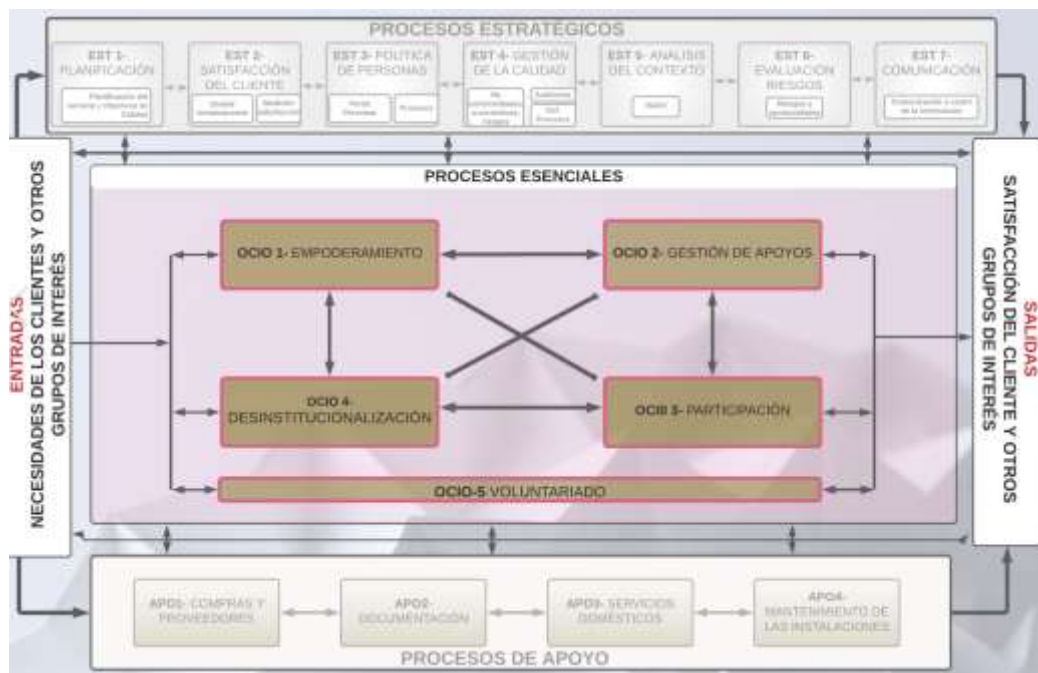 PROCESOS ESTRATÉGICOS
EST 1-
PLANIFICACIÓN
EST 2-
SATISFACCIÓN
DEL CLIENTE
EST 3- POLÍTICA
DE PERSONAS
EST 4- GESTIÓN
DE LA CALIDAD
EST 5- ANÁLISIS
DEL CONTEXTO
EST 6-
EVALUACIÓN
RIESGOS
EST 7-
COMUNICACIÓN
ENTRADAS
NECESIDADES DE LOS CLIENTES Y OTROS
GRUPOS DE INTERÉS
PROCESOS ESENCIALES
OCIO 1- EMPODERAMIENTO
OCIO 2- GESTIÓN DE APOYOS
OCIO 4-
DESINSTITUCIONALIZACIÓN
OCIII 3- PARTICIPACIÓN
OCIO-5 VOLUNTARIADO
SALIDAS
SATISFACCIÓN DEL CLIENTE Y OTROS
GRUPOS DE INTERÉS
APO1- COMPRAS Y
PROVEEDORES
APO2-
DOCUMENTACIÓN
APO3- SERVICIOS
DOMÉSTICOS
APO4-
MANTENIMIENTO DE
LAS INSTALACIONES
PROCESOS DE APOYO